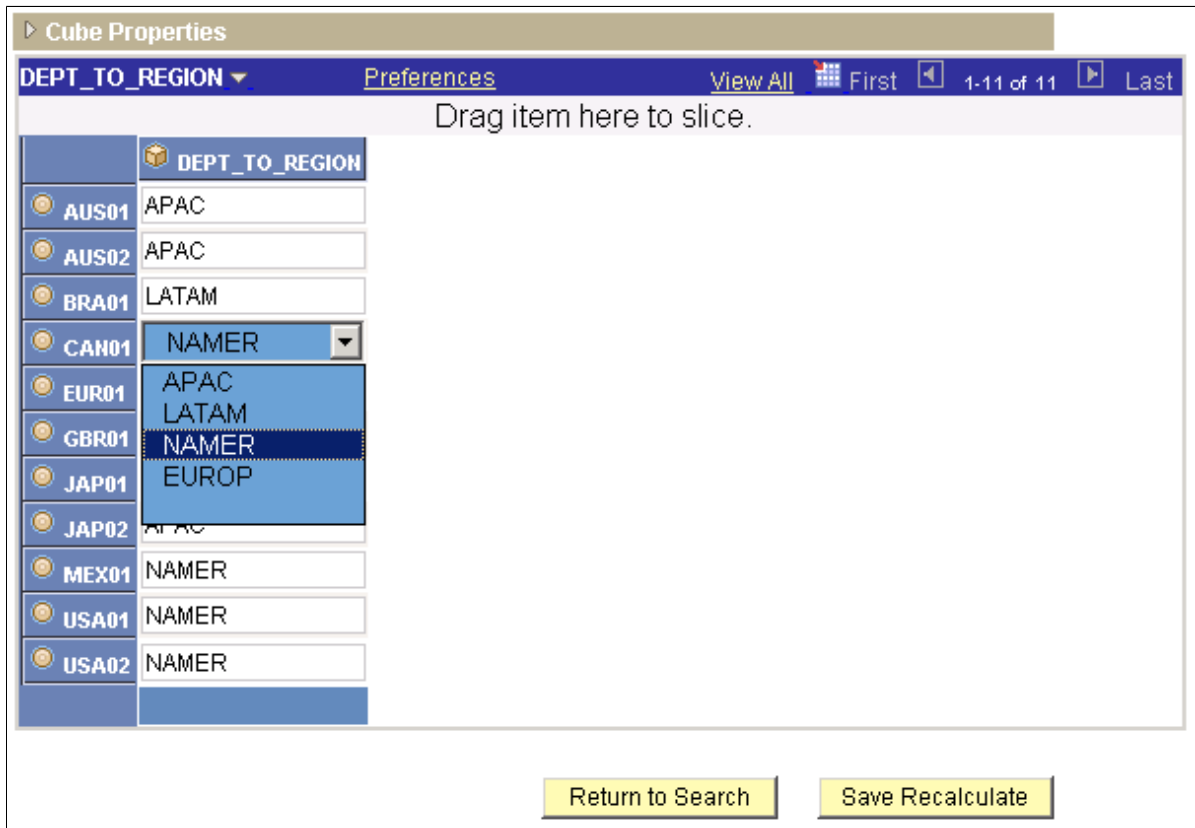 Cube Properties
DEPT_TO_REGION Preferences View All First 1-11 of 11 Last
Drag item here to slice.
DEPT_TO_REGION
AUS01 APAC
AUS02 APAC
BRA01 LATAM
CAN01 NAMER
APAC
EUR01
LATAM
GBR01
NAMER
JAP01
EUROP
JAP02
MEX01 NAMER
USA01 NAMER
USA02 NAMER
Return to Search Save Recalculate